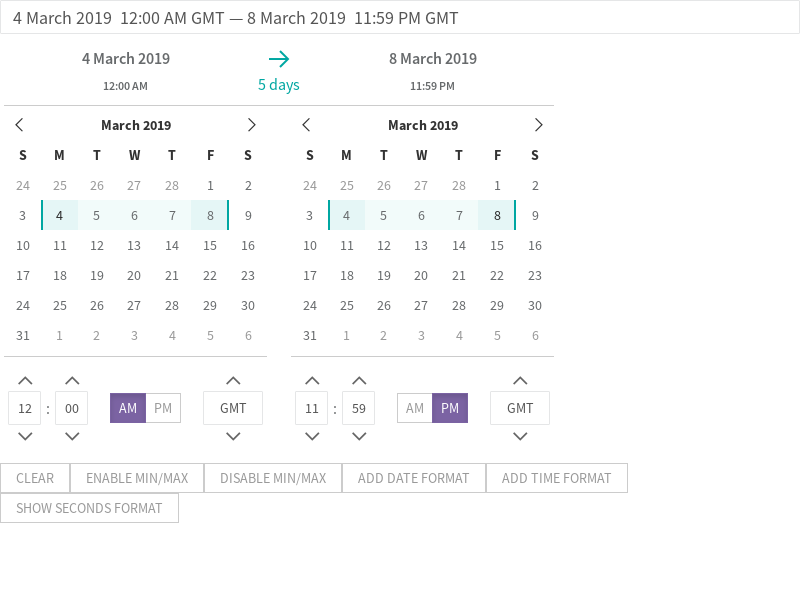 4 March 2019  12:00 AM GMT — 8 March 2019  11:59 PM GMT
4 March 2019 8 March 2019
12:00 AM 5 days 11:59 PM
March 2019 March 2019
S M T W T F S S M T W T F S
24 25 26 27 28 1 2 24 25 26 27 28 1 2
3 4 5 6 7 8 9 3 4 5 6 7 8 9
10 11 12 13 14 15 16 10 11 12 13 14 15 16
17 18 19 20 21 22 23 17 18 19 20 21 22 23
24 25 26 27 28 29 30 24 25 26 27 28 29 30
31 1 2 3 4 5 6 31 1 2 3 4 5 6
12 : 00 AM PM GMT 11 : 59 AM PM GMT
CLEAR ENABLE MIN/MAX DISABLE MIN/MAX ADD DATE FORMAT ADD TIME FORMAT
SHOW SECONDS FORMAT